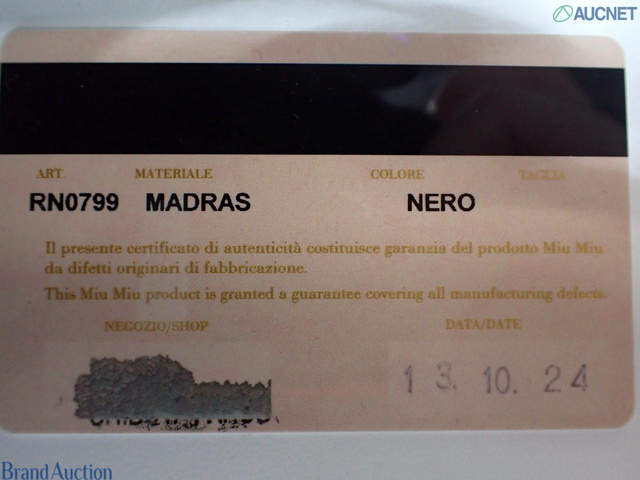 AUCNET
ART. MATERIALE COLORE TAGLIA
RN0799 MADRAS NERO
Il presente certificato di autenticità costituisce garanzia del prodotto Miu Miu
da difetti originari di fabbricazione.
This Miu Miu product is granted a guarantee covering all manufacturing defects.
NEGOZIO/SHOP DATA/DATE
13. 10. 24
Brand Auction